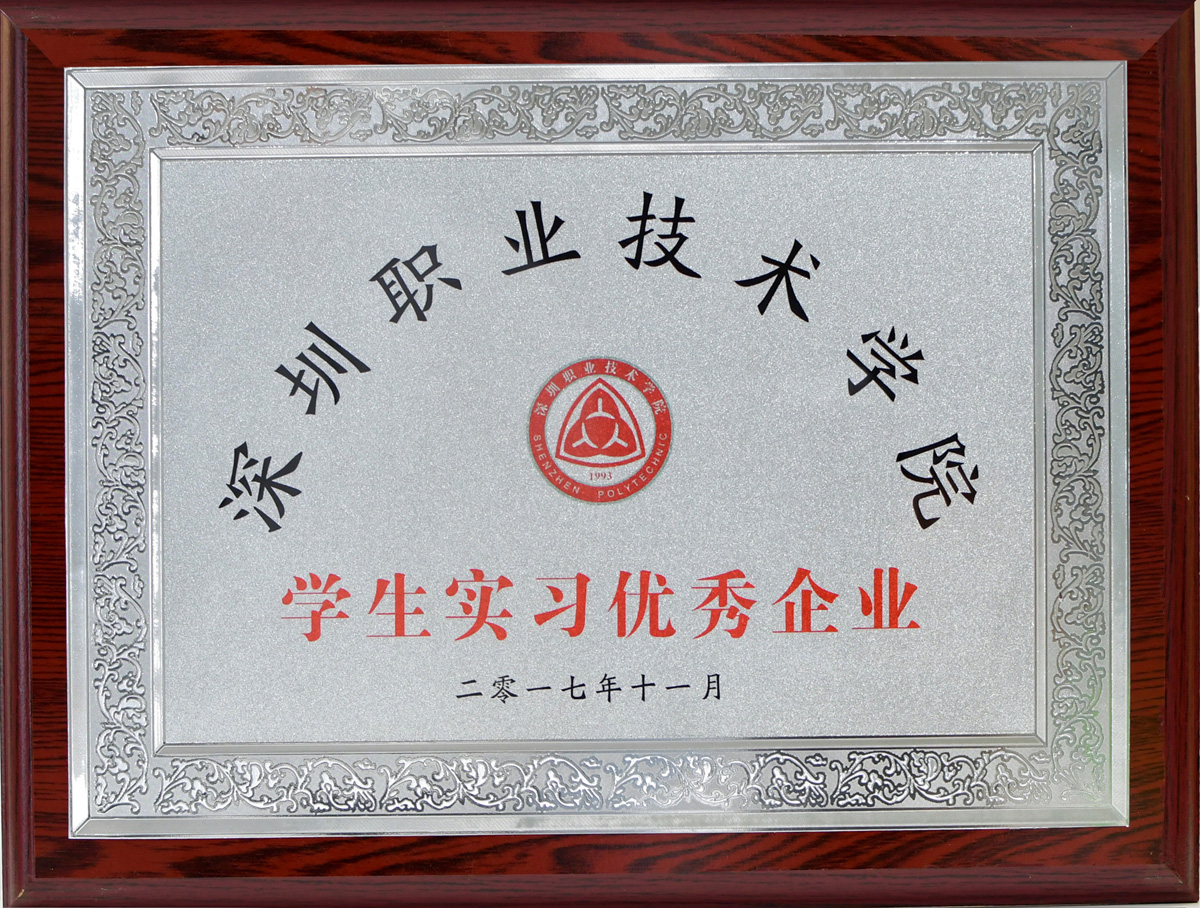 深圳职业技术学院
深圳职业技术学院
1993
SHENZHEN POLYTECHNIC
学生实习优秀企业
二零一七年十一月